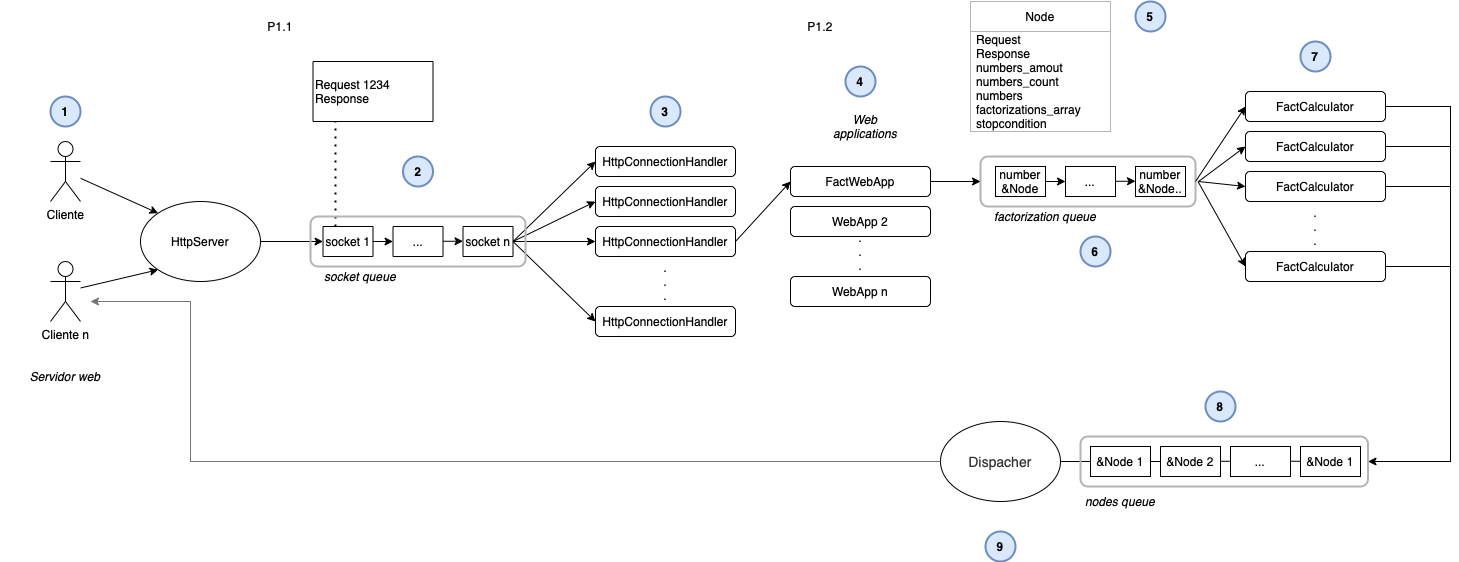 P1.1
P1.2
1
Cliente
Cliente n
Servidor web
HttpServer
Request 1234
Response
2
socket 1
...
socket n
socket queue
3
HttpConnectionHandler
HttpConnectionHandler
HttpConnectionHandler
.
.
.
HttpConnectionHandler
4
Web
applications
FactWebApp
WebApp 2
.
.
.
WebApp n
5
Node
Request
Response
numbers_amout
numbers_count
numbers
factorizations_array
stopcondition
number
&Node
...
number
&Node..
factorization queue
6
7
FactCalculator
FactCalculator
FactCalculator
.
.
.
FactCalculator
8
&Node 1
&Node 2
...
&Node 1
nodes queue
Dispacher
9